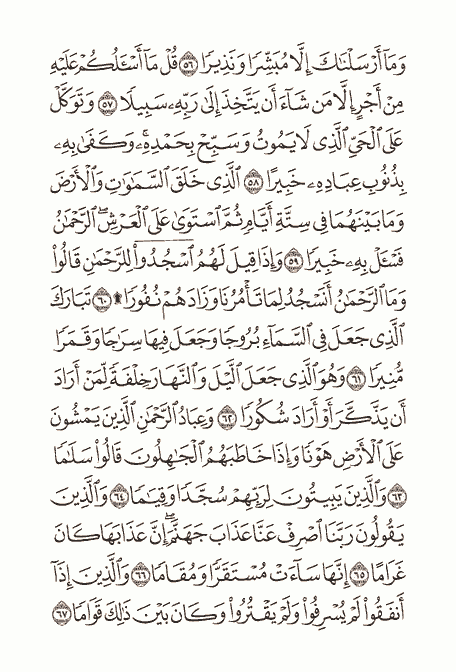 وَمَآ أَرْسَلْنَٰكَ إِلَّا مُبَشِّرًا وَنَذِيرًا ۝٥٦ قُلْ مَآ أَسْـَٔلُكُمْ عَلَيْهِ
مِنْ أَجْرٍ إِلَّا مَن شَآءَ أَن يَتَّخِذَ إِلَىٰ رَبِّهِۦ سَبِيلًا ۝٥٧ وَتَوَكَّلْ
عَلَى ٱلْحَىِّ ٱلَّذِى لَا يَمُوتُ وَسَبِّحْ بِحَمْدِهِۦ ۚ وَكَفَىٰ بِهِۦ
بِذُنُوبِ عِبَادِهِۦ خَبِيرًا ۝٥٨ ٱلَّذِى خَلَقَ ٱلسَّمَٰوَٰتِ وَٱلْأَرْضَ
وَمَا بَيْنَهُمَا فِى سِتَّةِ أَيَّامٍ ثُمَّ ٱسْتَوَىٰ عَلَى ٱلْعَرْشِ ۚ ٱلرَّحْمَٰنُ
فَسْـَٔلْ بِهِۦ خَبِيرًا ۝٥٩ وَإِذَا قِيلَ لَهُمُ ٱسْجُدُوا۟ لِلرَّحْمَٰنِ قَالُوا۟
وَمَا ٱلرَّحْمَٰنُ أَنَسْجُدُ لِمَا تَأْمُرُنَا وَزَادَهُمْ نُفُورًا ۩ ۝٦٠ تَبَارَكَ
ٱلَّذِى جَعَلَ فِى ٱلسَّمَآءِ بُرُوجًا وَجَعَلَ فِيهَا سِرَٰجًا وَقَمَرًا
مُّنِيرًا ۝٦١ وَهُوَ ٱلَّذِى جَعَلَ ٱلَّيْلَ وَٱلنَّهَارَ خِلْفَةً لِّمَنْ أَرَادَ
أَن يَذَّكَّرَ أَوْ أَرَادَ شُكُورًا ۝٦٢ وَعِبَادُ ٱلرَّحْمَٰنِ ٱلَّذِينَ يَمْشُونَ
عَلَى ٱلْأَرْضِ هَوْنًا وَإِذَا خَاطَبَهُمُ ٱلْجَٰهِلُونَ قَالُوا۟ سَلَٰمًا
۝٦٣ وَٱلَّذِينَ يَبِيتُونَ لِرَبِّهِمْ سُجَّدًا وَقِيَٰمًا ۝٦٤ وَٱلَّذِينَ
يَقُولُونَ رَبَّنَا ٱصْرِفْ عَنَّا عَذَابَ جَهَنَّمَ ۖ إِنَّ عَذَابَهَا كَانَ
غَرَامًا ۝٦٥ إِنَّهَا سَآءَتْ مُسْتَقَرًّا وَمُقَامًا ۝٦٦ وَٱلَّذِينَ إِذَآ
أَنفَقُوا۟ لَمْ يُسْرِفُوا۟ وَلَمْ يَقْتُرُوا۟ وَكَانَ بَيْنَ ذَٰلِكَ قَوَامًا ۝٦٧